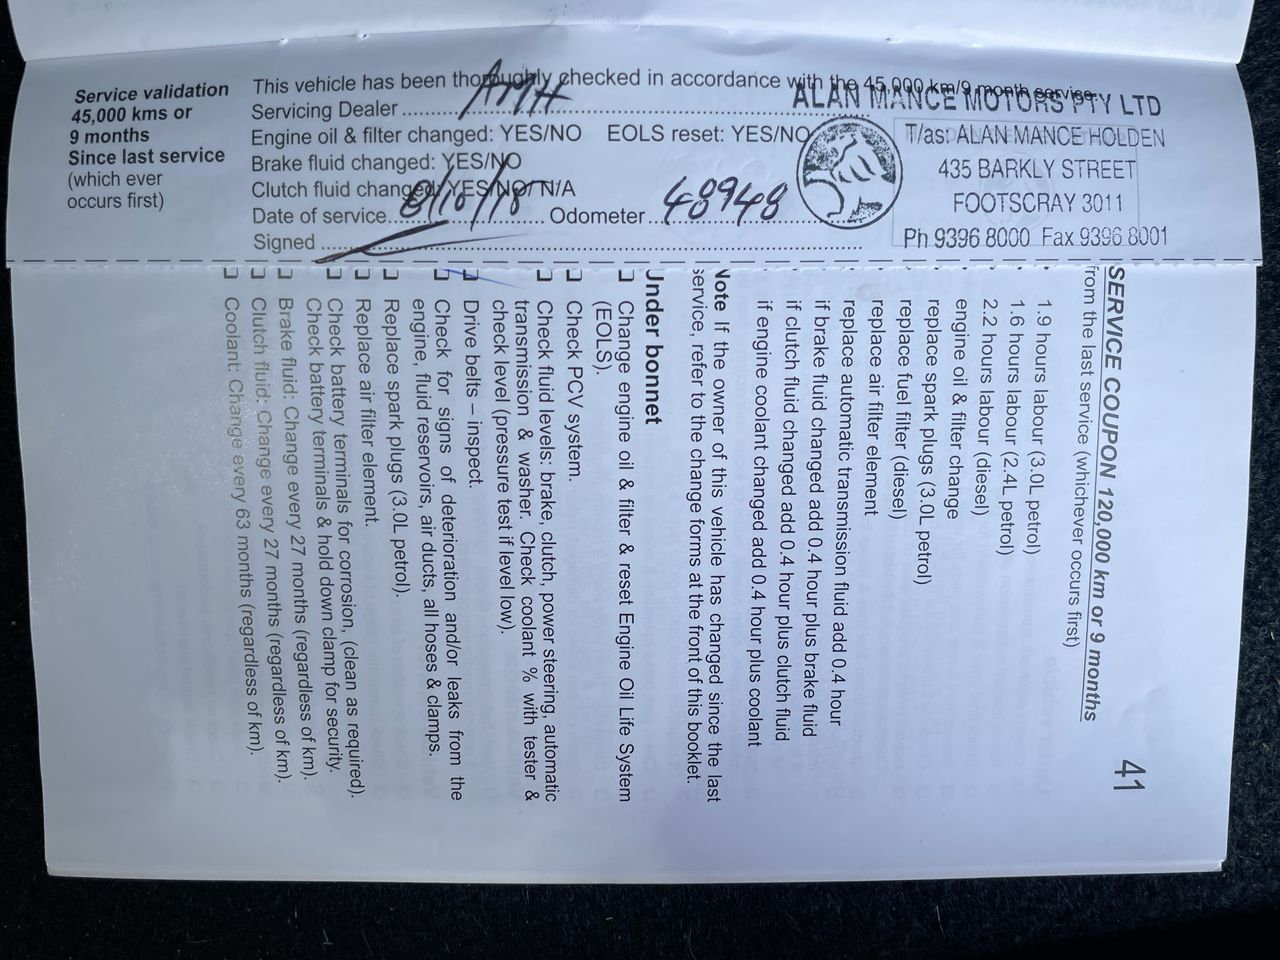 Service validation
45,000 kms or
9 months
Since last service
(which ever
occurs first)
This vehicle has been thoroughly checked in accordance with the 45,000 km/9 month service.
Servicing Dealer AMH
Engine oil & filter changed: YES/NO EOLS reset: YES/NO
Brake fluid changed: YES/NO
Clutch fluid changed: YES/NO/ N/A
Date of service Odometer 48948
Signed
ALAN MANCE MOTORS PTY LTD
T/as: ALAN MANCE HOLDEN
435 BARKLY STREET
FOOTSCRAY 3011
Ph 9396 8000 Fax 9396 8001
41
SERVICE COUPON 120,000 km or 9 months
from the last service (whichever occurs first)
1.9 hours labour (3.0L petrol)
1.6 hours labour (2.4L petrol)
2.2 hours labour (diesel)
engine oil & filter change
replace spark plugs (3.0L petrol)
replace fuel filter (diesel)
replace air filter element
replace automatic transmission fluid add 0.4 hour
if brake fluid changed add 0.4 hour plus brake fluid
if clutch fluid changed add 0.4 hour plus clutch fluid
if engine coolant changed add 0.4 hour plus coolant
Note If the owner of this vehicle has changed since the last
service, refer to the change forms at the front of this booklet.
Under bonnet
Change engine oil & filter & reset Engine Oil Life System
(EOLS).
Check PCV system.
Check fluid levels: brake, clutch, power steering, automatic
transmission & washer. Check coolant % with tester &
check level (pressure test if level low).
Drive belts – inspect.
Check for signs of deterioration and/or leaks from the
engine, fluid reservoirs, air ducts, all hoses & clamps.
Replace spark plugs (3.0L petrol).
Replace air filter element.
Check battery terminals for corrosion, (clean as required).
Check battery terminals & hold down clamp for security.
Brake fluid: Change every 27 months (regardless of km).
Clutch fluid: Change every 27 months (regardless of km).
Coolant: Change every 63 months (regardless of km).